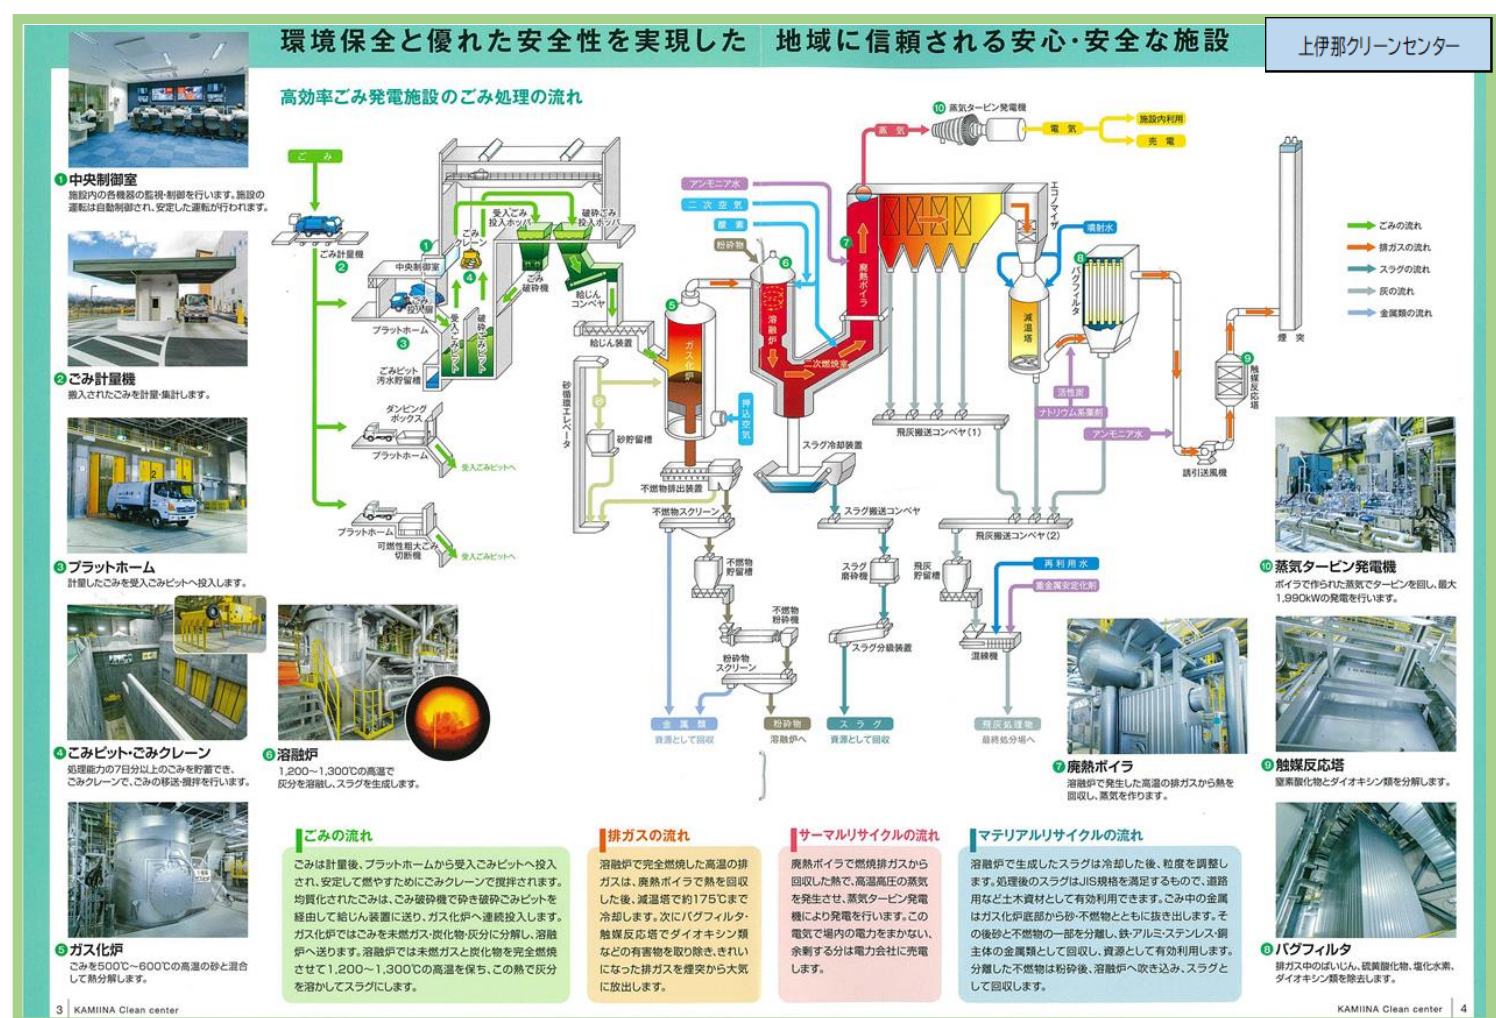 環境保全と優れた安全性を実現した 地域に信頼される安心・安全な施設
上伊那クリーンセンター
高効率ごみ発電施設のごみ処理の流れ
1 中央制御室
施設内の各機器の監視・制御を行います。施設の
運転は自動制御され、安定した運転が行われます。
2 ごみ計量機
搬入されたごみを計量・集計します。
3 プラットホーム
計量したごみを受入ごみピットへ投入します。
4 ごみピット・ごみクレーン
処理能力の7日分以上のごみを貯蓄でき、
ごみクレーンで、ごみの移送・攪拌を行います。
5 ガス化炉
ごみを500℃~600℃の高温の砂と混合
して熱分解します。
6 溶融炉
1,200~1,300℃の高温で
灰分を溶融し、スラグを生成します。
ごみ
ごみ計量機
2
1
中央制御室
ごみ
投入扉
プラットホーム
3
ごみ
クレーン
4
受入ごみピット
破砕ごみピット
ごみピット
汚水貯留槽
受入ごみ
投入ホッパ
破砕ごみ
投入ホッパ
ごみ
破砕機
給じん
コンベヤ
給じん装置
ダンピング
ボックス
プラットホーム
受入ごみピットへ
プラットホーム
可燃性粗大ごみ
切断機
受入ごみピットへ
砂循環エレベータ
砂貯留槽
5
ガス化炉
押込空気
アンモニア水
二次空気
酸素
粉砕物
6
溶融炉
二次燃焼室
7
廃熱ボイラ
蒸気
10 蒸気タービン発電機
電気
施設内利用
売電
エコノマイザ
噴射水
減温塔
8
バグフィルタ
活性炭
ナトリウム系薬剤
アンモニア水
誘引送風機
9
触媒反応塔
煙突
ごみの流れ
排ガスの流れ
スラグの流れ
灰の流れ
金属類の流れ
不燃物排出装置
不燃物スクリーン
不燃物
貯留槽
不燃物
粉砕機
粉砕物
スクリーン
金属類
資源として回収
粉砕物
溶融炉へ
スラグ冷却装置
スラグ搬送コンベヤ
スラグ
磨砕機
スラグ分級装置
スラグ
資源として回収
飛灰搬送コンベヤ(1)
飛灰搬送コンベヤ(2)
飛灰
貯留槽
再利用水
重金属安定化剤
混練機
飛灰処理物
最終処分場へ
10 蒸気タービン発電機
ボイラで作られた蒸気でタービンを回し、最大
1,990kWの発電を行います。
7 廃熱ボイラ
溶融炉で発生した高温の排ガスから熱を
回収し、蒸気を作ります。
9 触媒反応塔
窒素酸化物とダイオキシン類を分解します。
8 バグフィルタ
排ガス中のばいじん、硫黄酸化物、塩化水素、
ダイオキシン類を除去します。
ごみの流れ
ごみは計量後、プラットホームから受入ごみピットへ投入
され、安定して燃やすためにごみクレーンで攪拌されます。
均質化されたごみは、ごみ破砕機で砕き破砕ごみピットを
経由して給じん装置に送り、ガス化炉へ連続投入します。
ガス化炉ではごみを未燃ガス・炭化物・灰分に分解し、溶融
炉へ送ります。溶融炉では未燃ガスと炭化物を完全燃焼
させて1,200~1,300℃の高温を保ち、この熱で灰分
を溶かしてスラグにします。
排ガスの流れ
溶融炉で完全燃焼した高温の排
ガスは、廃熱ボイラで熱を回収
した後、減温塔で約175℃まで
冷却します。次にバグフィルタ・
触媒反応塔でダイオキシン類
などの有害物を取り除き、きれい
になった排ガスを煙突から大気
に放出します。
サーマルリサイクルの流れ
廃熱ボイラで燃焼排ガスから
回収した熱で、高温高圧の蒸気
を発生させ、蒸気タービン発電
機により発電を行います。この
電気で場内の電力をまかない、
余剰する分は電力会社に売電
します。
マテリアルリサイクルの流れ
溶融炉で生成したスラグは冷却した後、粒度を調整し
ます。処理後のスラグはJIS規格を満足するもので、道路
用など土木資材として有効利用できます。ごみ中の金属
はガス化炉底部から砂・不燃物とともに抜き出します。そ
の後砂と不燃物の一部を分離し、鉄・アルミ・ステンレス・銅
主体の金属類として回収し、資源として有効利用します。
分離した不燃物は粉砕後、溶融炉へ吹き込み、スラグと
して回収します。
3 KAMIINA Clean center
KAMIINA Clean center 4